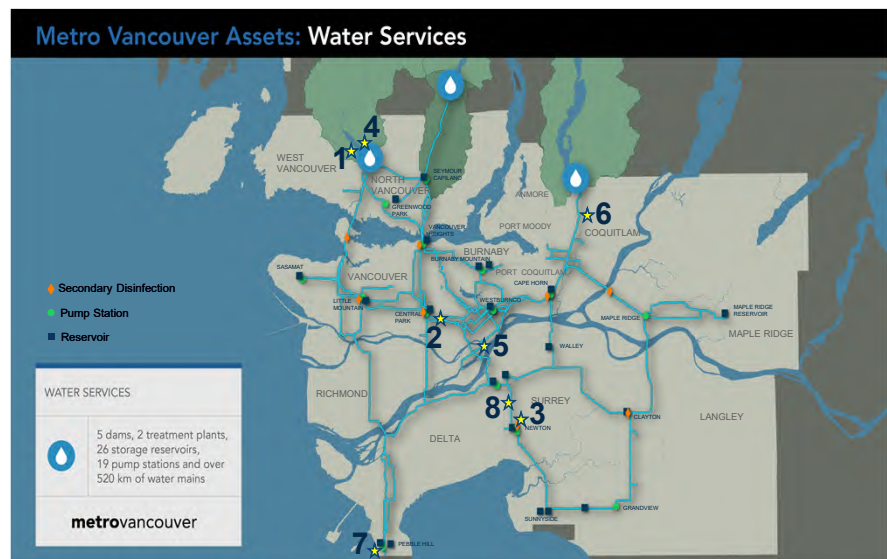 Metro Vancouver Assets: Water Services
4
1
WEST
VANCOUVER
NORTH
VANCOUVER
SEYMOUR
CAPILANO
GREENWOOD
PARK
ANMORE
6
PORT MOODY
COQUITLAM
VANCOUVER
HEIGHTS
BURNABY
BURNABY MOUNTAIN
PORT COQUITLAM
SASAMAT
VANCOUVER
CAPE HORN
Secondary Disinfection
Pump Station
Reservoir
LITTLE
MOUNTAIN
CENTRAL
PARK
2
WESTBURNCO
MAPLE RIDGE
MAPLE RIDGE
RESERVOIR
MAPLE RIDGE
5
WALLEY
RICHMOND
8
SURREY
3
NEWTON
CLAYTON
LANGLEY
DELTA
GRANDVIEW
SUNNYSIDE
7
PEBBLE HILL
WATER SERVICES
5 dams, 2 treatment plants,
26 storage reservoirs,
19 pump stations and over
520 km of water mains
metrovancouver